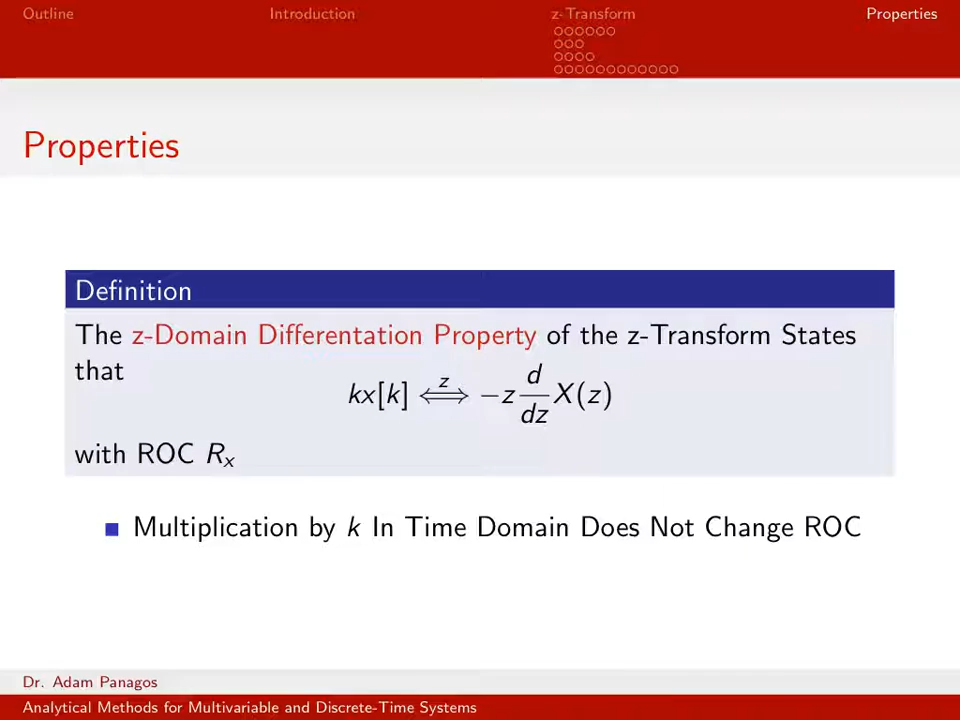 Outline Introduction z-Transform Properties
Properties
Definition
The z-Domain Differentation Property of the z-Transform States
that
kx[k] ⟺^z −z d/dz X(z)
with ROC R_x
Multiplication by k In Time Domain Does Not Change ROC
Dr. Adam Panagos
Analytical Methods for Multivariable and Discrete-Time Systems